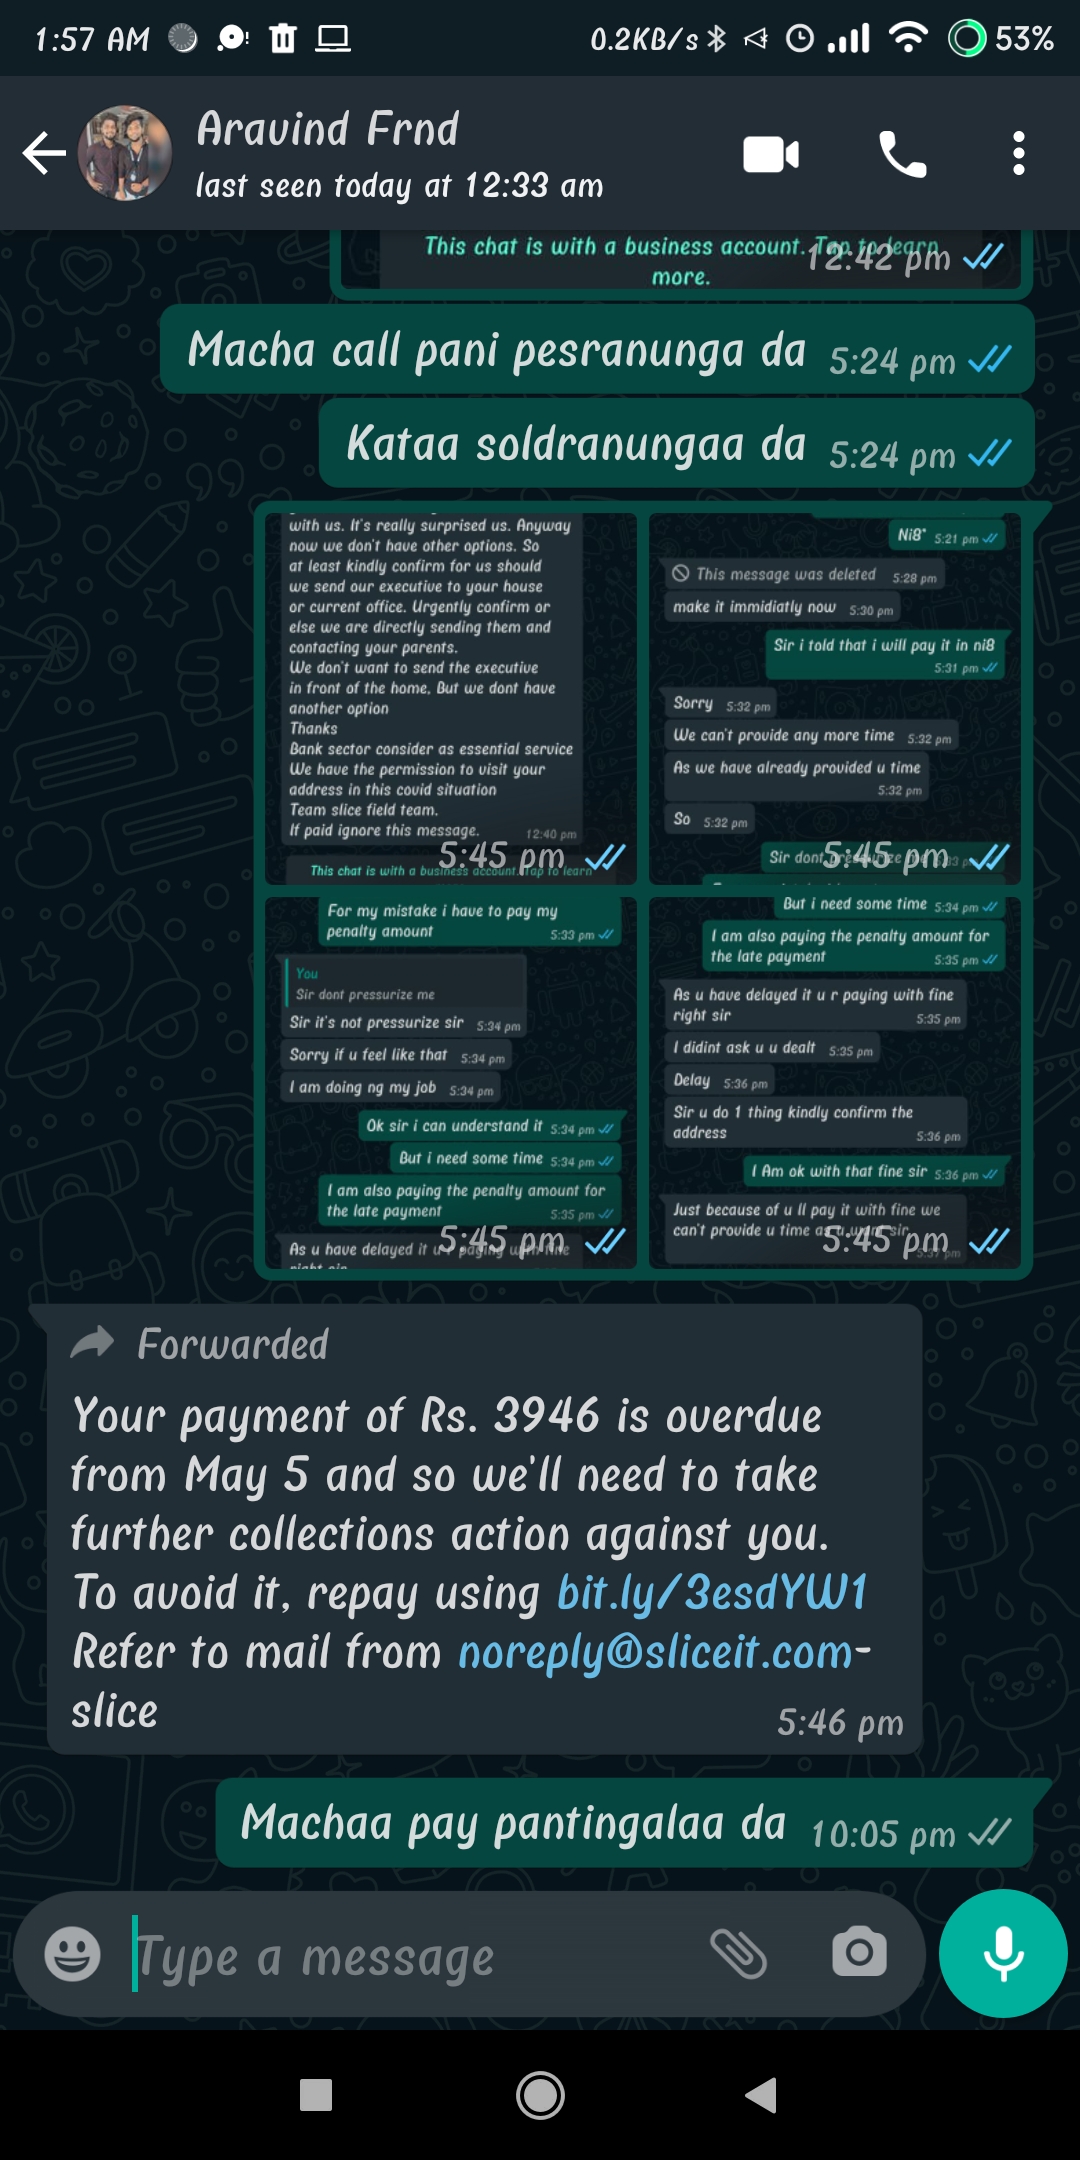 1:57 AM
0.2KB/s
53%
Aravind Frnd
last seen today at 12:33 am
This chat is with a business account. Tap to learn
more.
12:42 pm
Macha call pani pesranunga da 5:24 pm
Kataa soldranungaa da 5:24 pm
with us. It's really surprised us. Anyway
now we don't have other options. So
at least kindly confirm for us should
we send our executive to your house
or current office. Urgently confirm or
else we are directly sending them and
contacting your parents.
We don't want to send the executive
in front of the home, But we dont have
another option
Thanks
Bank sector consider as essential service
We have the permission to visit your
address in this covid situation
Team slice field team.
If paid ignore this message. 12:40 pm
This chat is with a business account. Tap to learn
5:45 pm
Ni8* 5:21 pm
This message was deleted 5:28 pm
make it immidiatly now 5:30 pm
Sir i told that i will pay it in ni8
5:31 pm
Sorry 5:32 pm
We can't provide any more time 5:32 pm
As we have already provided u time
5:32 pm
So 5:32 pm
Sir dont pressurize me
5:45 pm
For my mistake i have to pay my
penalty amount 5:33 pm
You
Sir dont pressurize me
Sir it's not pressurize sir 5:34 pm
Sorry if u feel like that 5:34 pm
I am doing ng my job 5:34 pm
Ok sir i can understand it 5:34 pm
But i need some time 5:34 pm
I am also paying the penalty amount for
the late payment 5:35 pm
As u have delayed it u r paying with fine
right sir
5:45 pm
But i need some time 5:34 pm
I am also paying the penalty amount for
the late payment 5:35 pm
As u have delayed it u r paying with fine
right sir 5:35 pm
I didint ask u u dealt 5:35 pm
Delay 5:36 pm
Sir u do 1 thing kindly confirm the
address 5:36 pm
I Am ok with that fine sir 5:36 pm
Just because of u ll pay it with fine we
can't provide u time as u want sir
5:37 pm
5:45 pm
Forwarded
Your payment of Rs. 3946 is overdue
from May 5 and so we'll need to take
further collections action against you.
To avoid it, repay using bit.ly/3esdYW1
Refer to mail from noreply@sliceit.com-
slice
5:46 pm
Machaa pay pantingalaa da 10:05 pm
Type a message